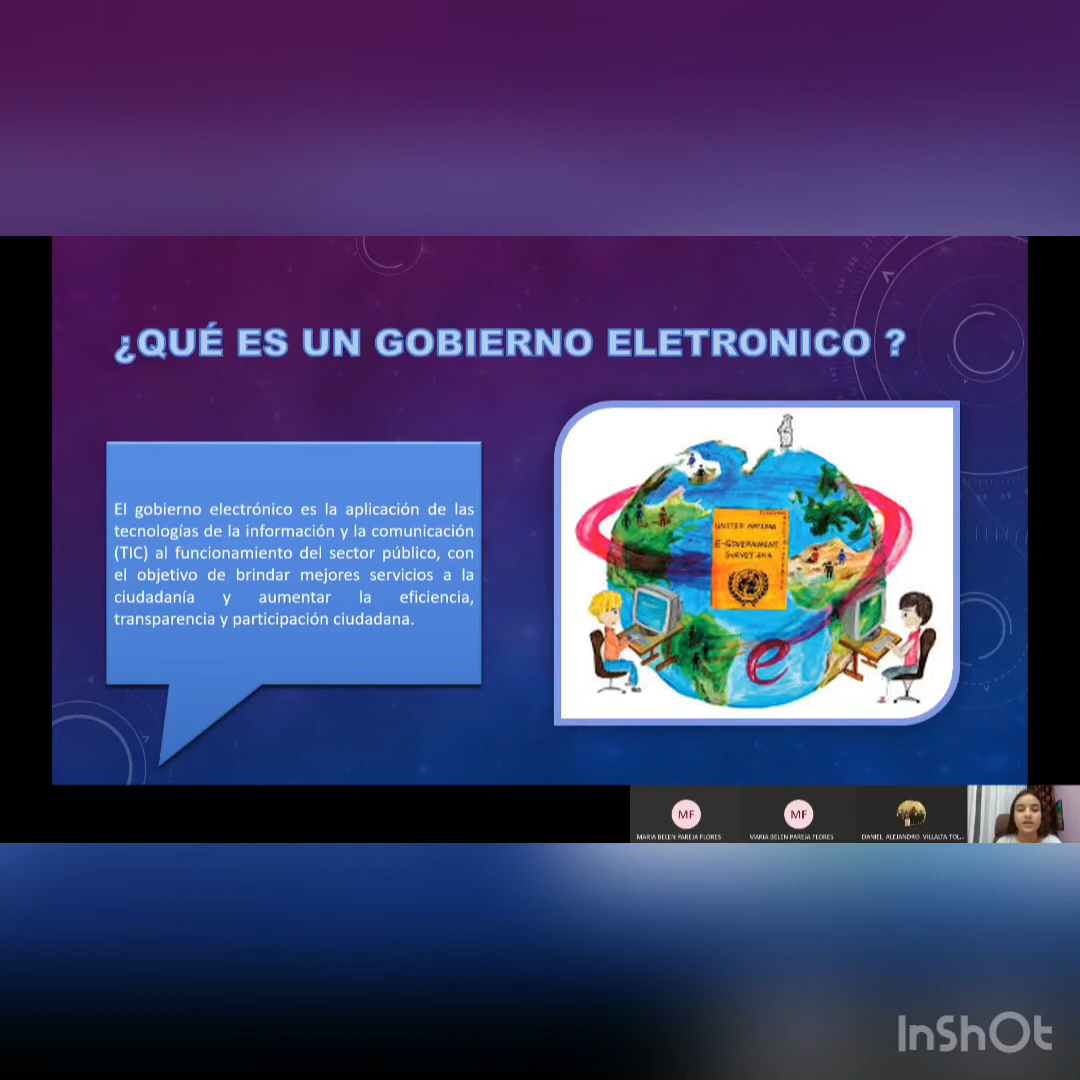 ¿QUÉ ES UN GOBIERNO ELETRONICO ?
El gobierno electrónico es la aplicación de las
tecnologías de la información y la comunicación
(TIC) al funcionamiento del sector público, con
el objetivo de brindar mejores servicios a la
ciudadanía y aumentar la eficiencia,
transparencia y participación ciudadana.
UNITED NATIONS
E-GOVERNMENT
SURVEY 2014
e
MF
MF
MARIA BELEN PAREJA FLORES
MARIA BELEN PAREJA FLORES
DANIEL ALEJANDRO VILLALTA TOL...
InShOt